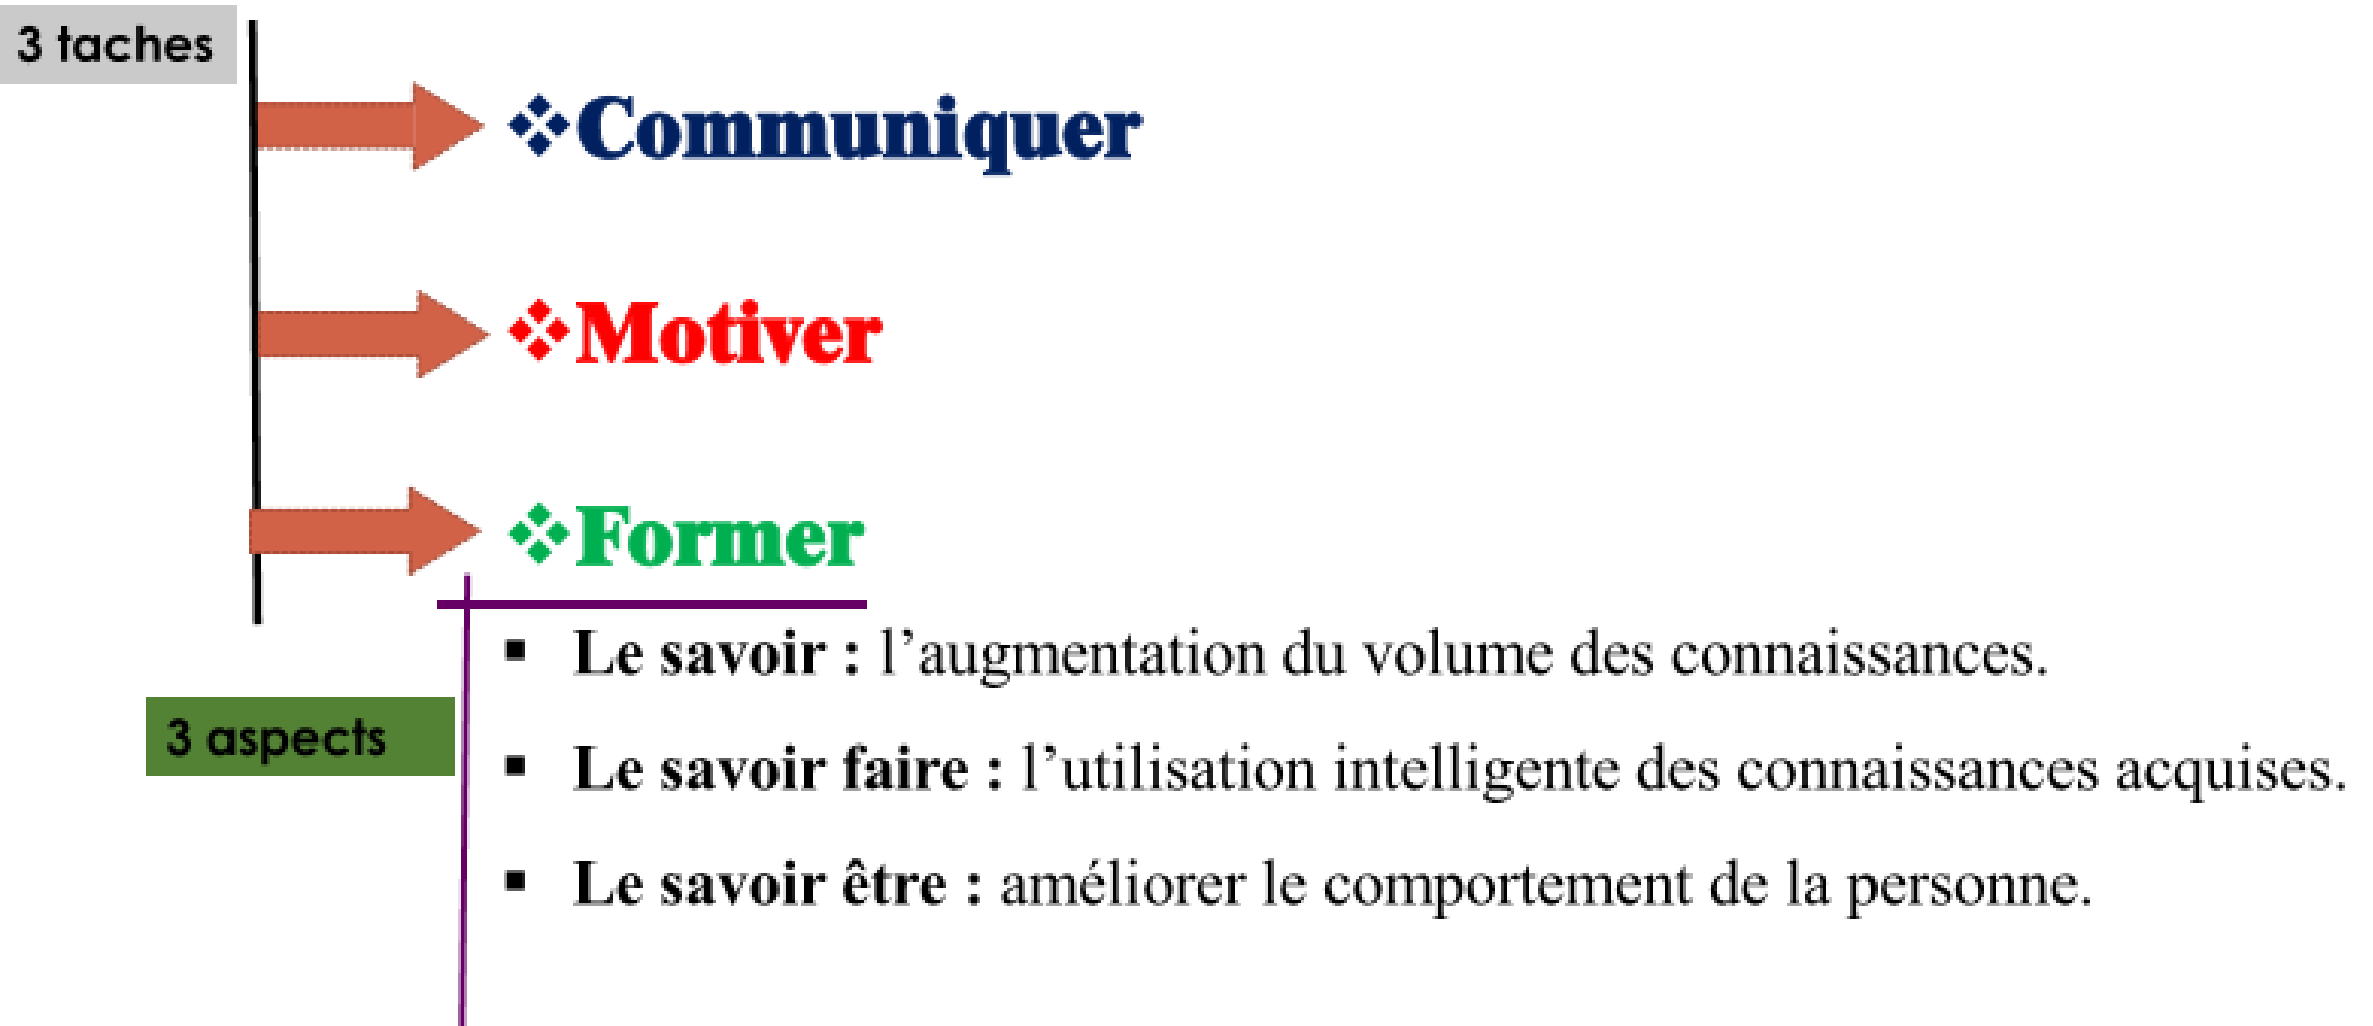 3 taches
❖Communiquer
❖Motiver
❖Former
▪ Le savoir : l’augmentation du volume des connaissances.
3 aspects
▪ Le savoir faire : l’utilisation intelligente des connaissances acquises.
▪ Le savoir être : améliorer le comportement de la personne.